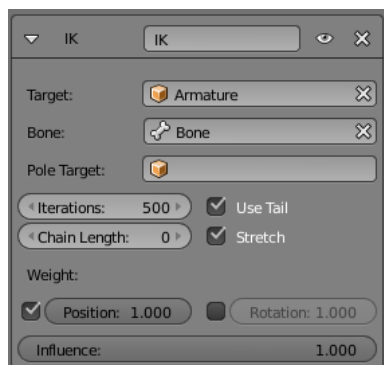 IK IK
Target: Armature
Bone: Bone
Pole Target:
Iterations: 500 Use Tail
Chain Length: 0 Stretch
Weight:
Position: 1.000 Rotation: 1.000
Influence: 1.000